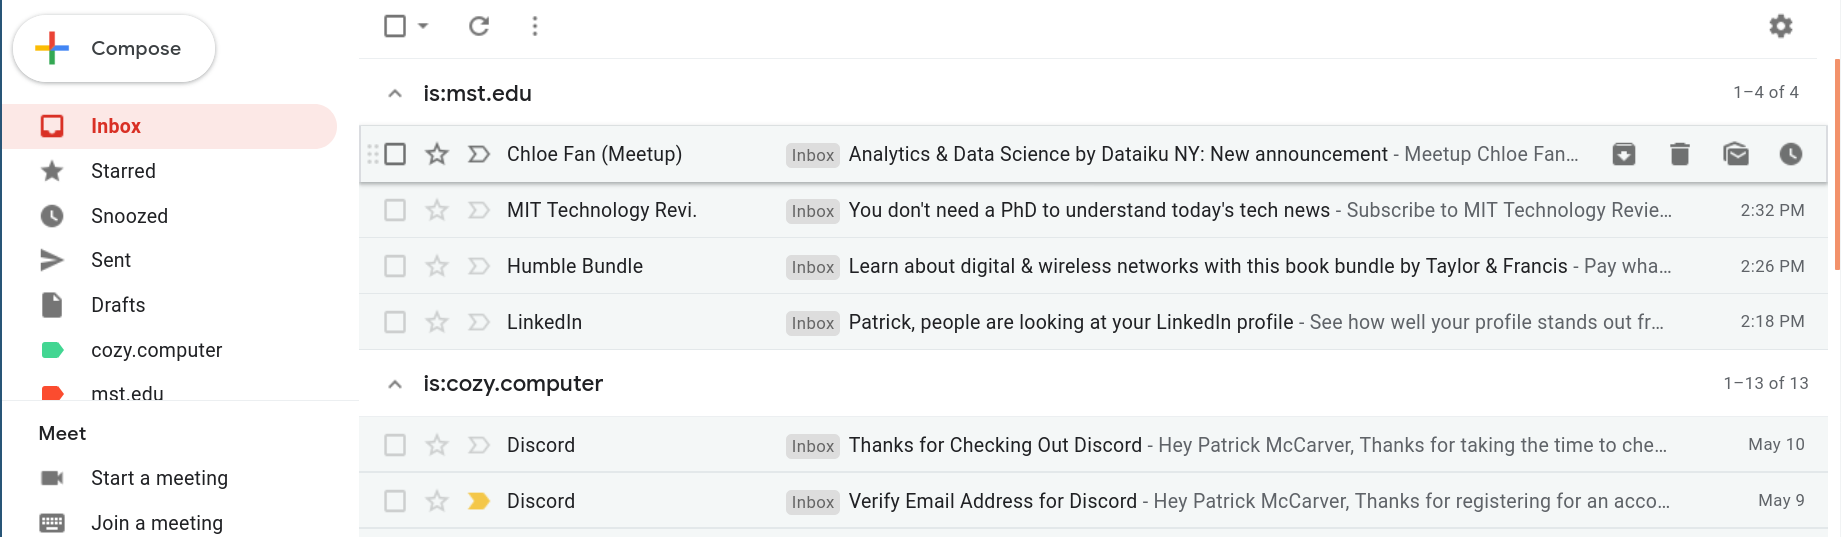 Compose
Inbox
Starred
Snoozed
Sent
Drafts
cozy.computer
mst.edu
Meet
Start a meeting
Join a meeting
is:mst.edu 1–4 of 4
Chloe Fan (Meetup) Inbox Analytics & Data Science by Dataiku NY: New announcement - Meetup Chloe Fan…
MIT Technology Revi. Inbox You don't need a PhD to understand today's tech news - Subscribe to MIT Technology Revie… 2:32 PM
Humble Bundle Inbox Learn about digital & wireless networks with this book bundle by Taylor & Francis - Pay wha… 2:26 PM
LinkedIn Inbox Patrick, people are looking at your LinkedIn profile - See how well your profile stands out fr… 2:18 PM
is:cozy.computer 1–13 of 13
Discord Inbox Thanks for Checking Out Discord - Hey Patrick McCarver, Thanks for taking the time to che… May 10
Discord Inbox Verify Email Address for Discord - Hey Patrick McCarver, Thanks for registering for an acco… May 9